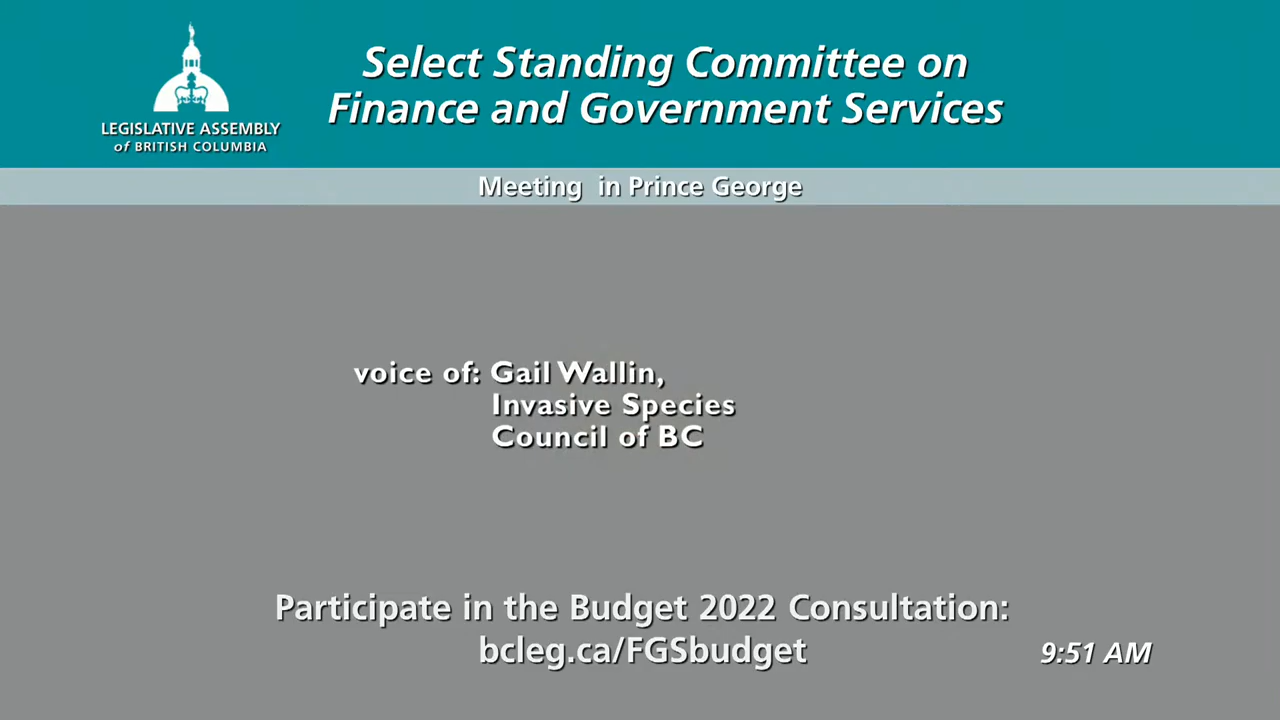 LEGISLATIVE ASSEMBLY
of BRITISH COLUMBIA
Select Standing Committee on
Finance and Government Services
Meeting in Prince George
voice of: Gail Wallin,
Invasive Species
Council of BC
Participate in the Budget 2022 Consultation:
bcleg.ca/FGSbudget
9:51 AM